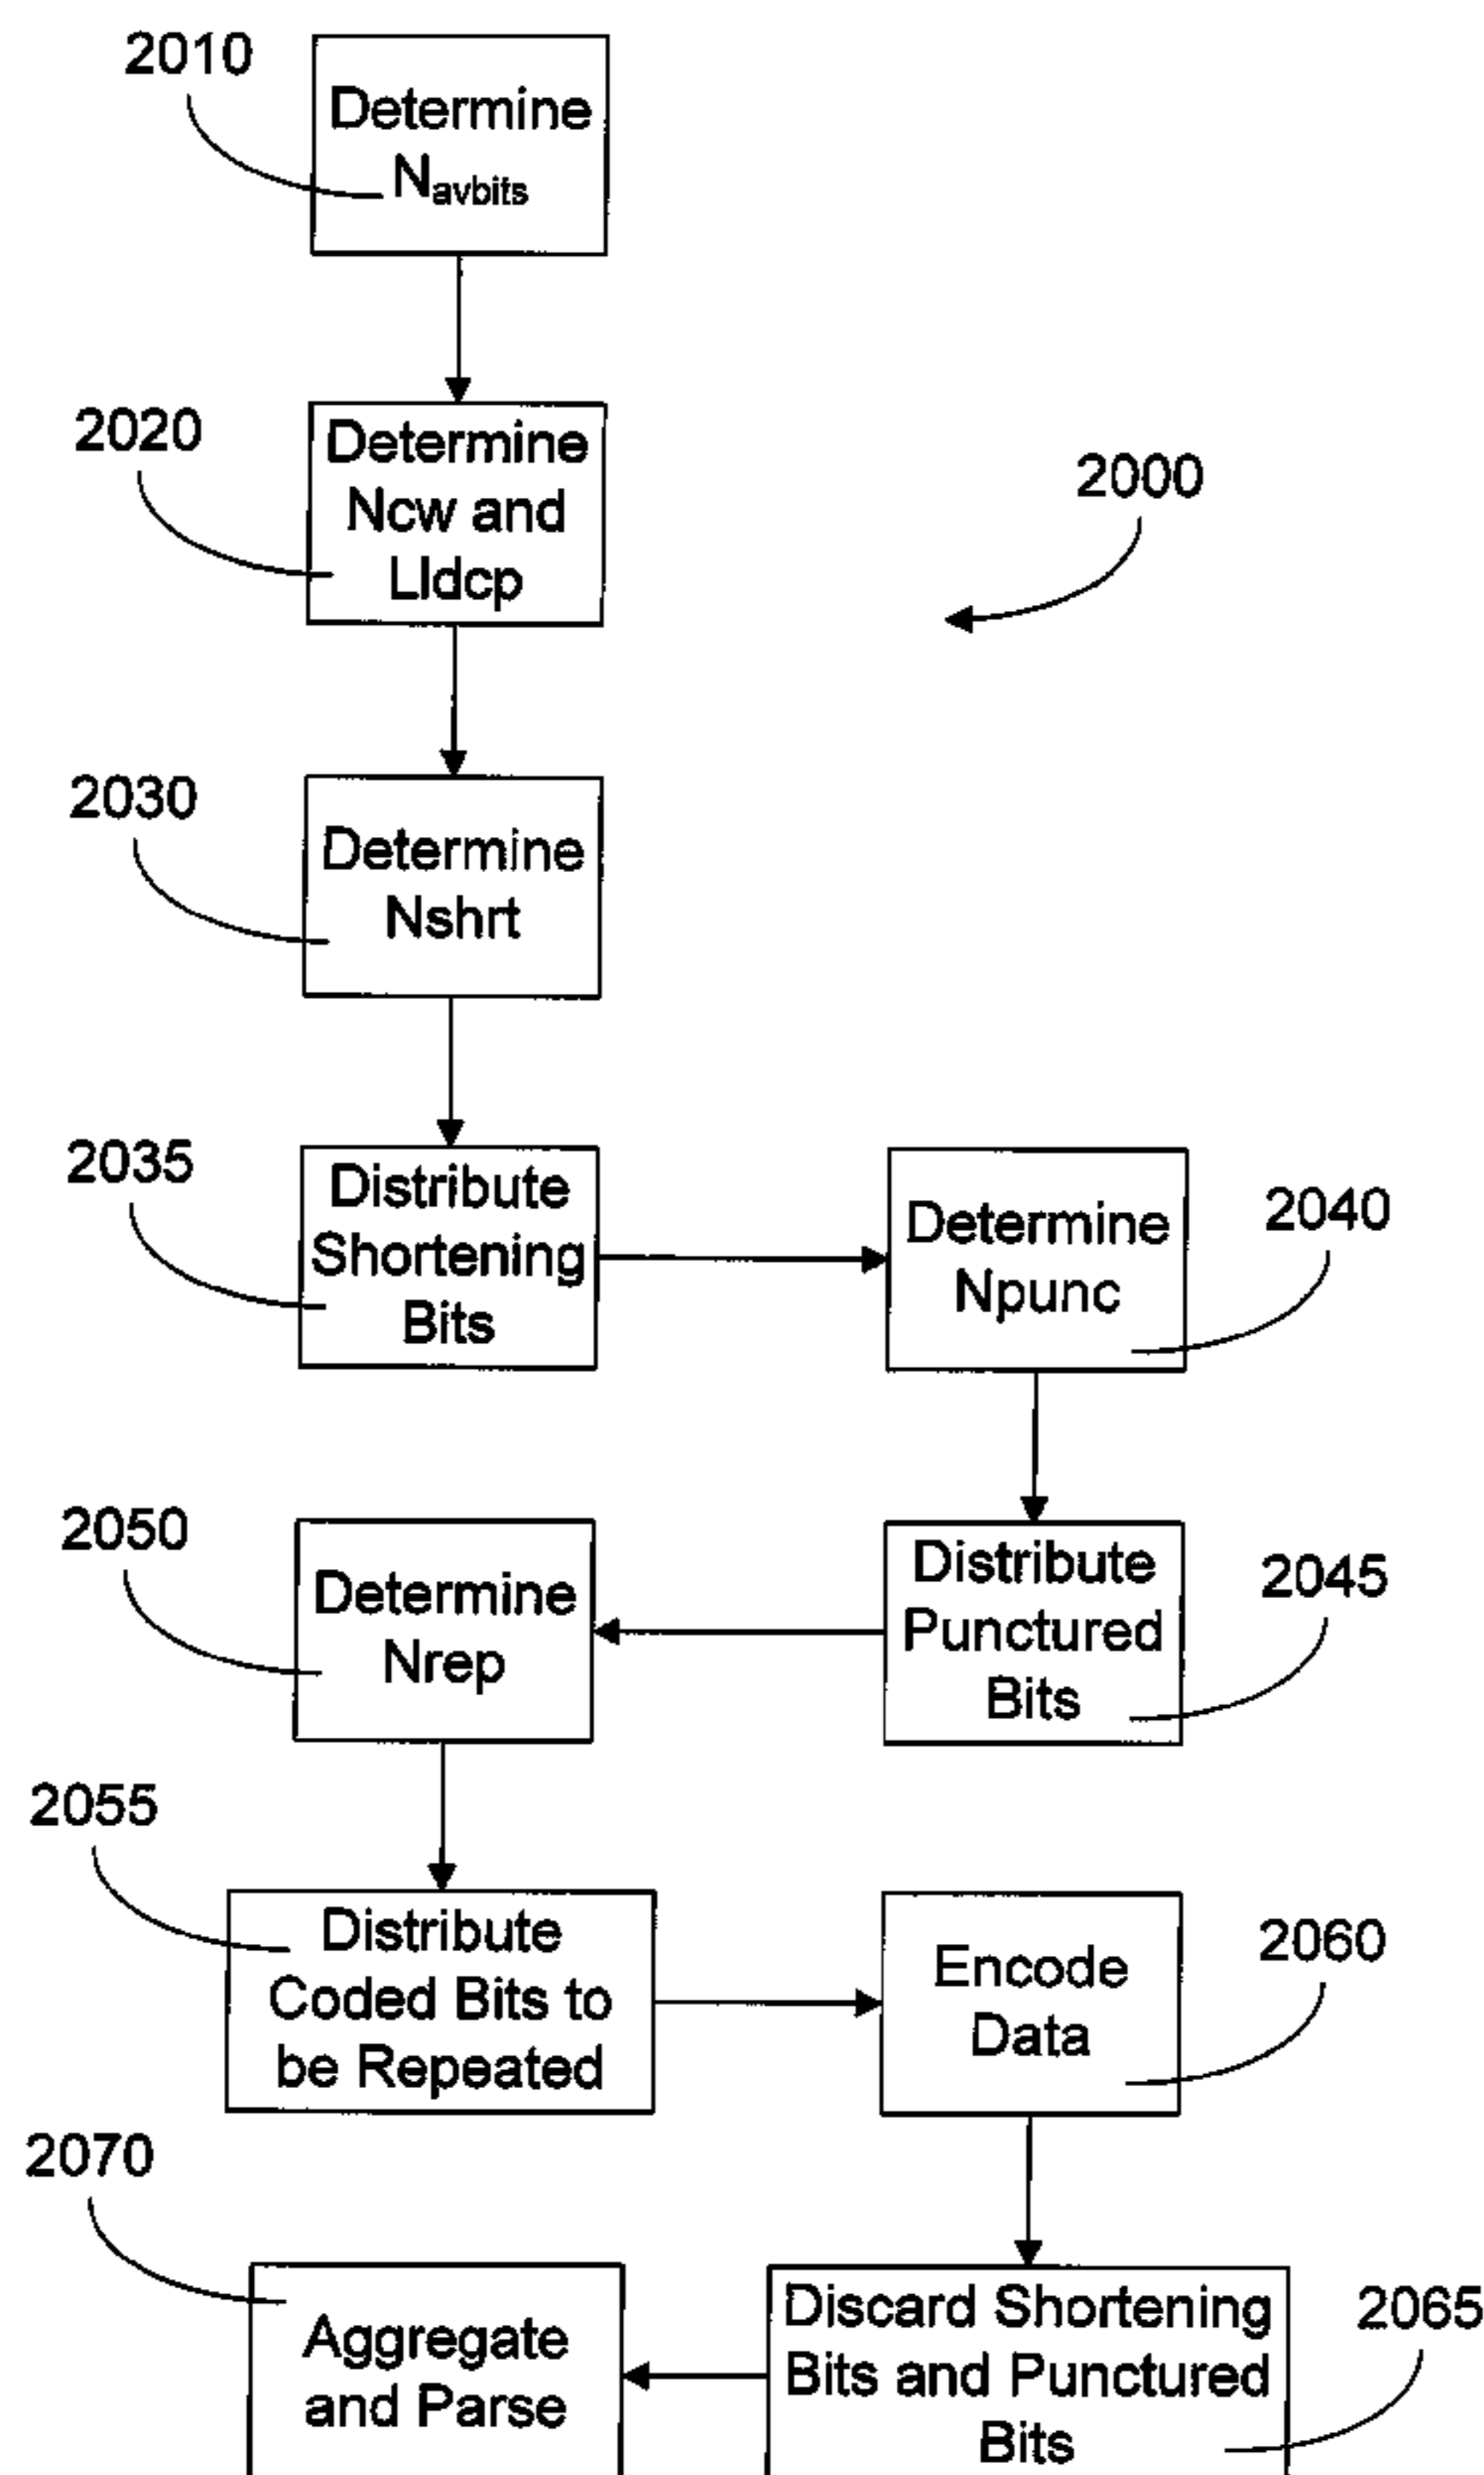 2010
Determine
Navbits
2020
Determine
Ncw and
Lldcp
2000
2030
Determine
Nshrt
2035
Distribute
Shortening
Bits
Determine
Npunc
2040
2050
Determine
Nrep
Distribute
Punctured
Bits
2045
2055
Distribute
Coded Bits to
be Repeated
Encode
Data
2060
2070
Aggregate
and Parse
Discard Shortening
Bits and Punctured
Bits
2065